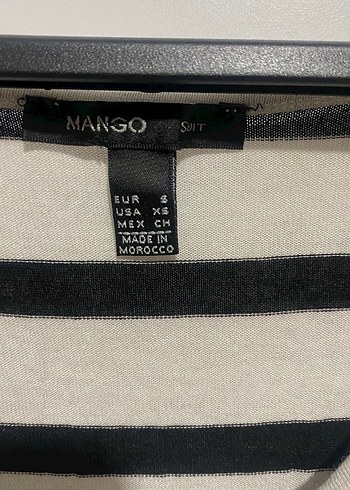 MANGO SUIT
EUR S
USA XS
MEX CH
MADE IN
MOROCCO